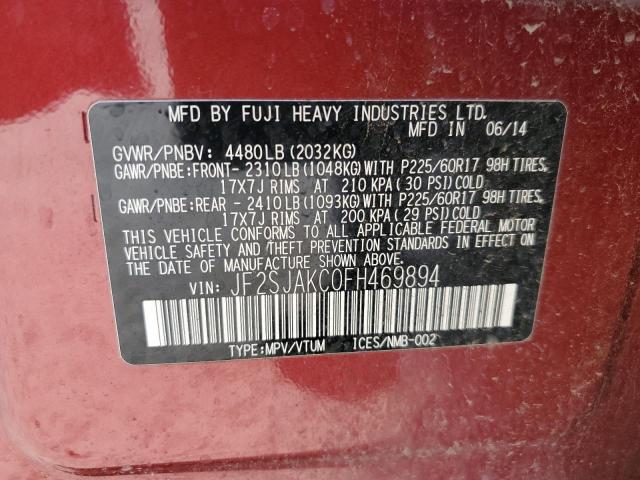 MFD BY FUJI HEAVY INDUSTRIES LTD.
MFD IN 06/14
GVWR/PNBV: 4480LB (2032KG)
GAWR/PNBE:FRONT- 2310LB (1048KG) WITH P225/60R17 98H TIRES,
17X7J RIMS AT 210 KPA ( 30 PSI) COLD
GAWR/PNBE:REAR - 2410LB (1093KG) WITH P225/60R17 98H TIRES,
17X7J RIMS AT 200 KPA ( 29 PSI) COLD
THIS VEHICLE CONFORMS TO ALL APPLICABLE FEDERAL MOTOR
VEHICLE SAFETY AND THEFT PREVENTION STANDARDS IN EFFECT ON
THE DATE OF MANUFACTURE SHOWN ABOVE.
VIN: JF2SJAKC0FH469894
TYPE:MPV/VTUM ICES/NMB-002